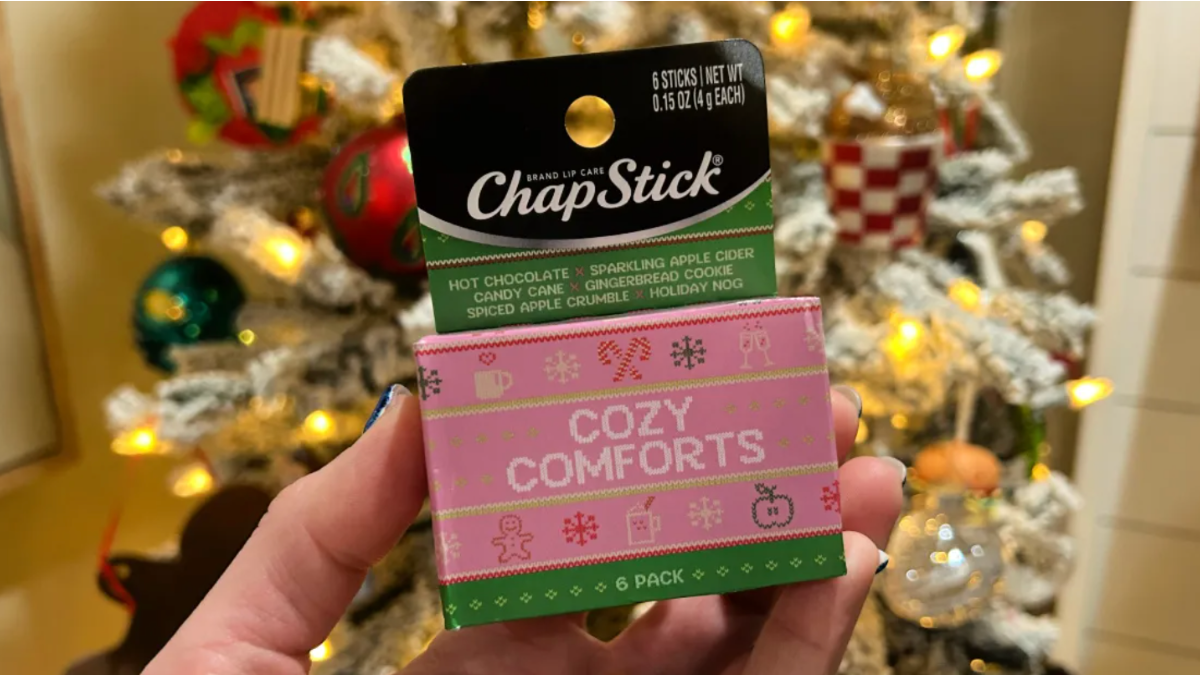 6 STICKS | NET WT
0.15 OZ (4 g EACH)
BRAND LIP CARE
ChapStick®
HOT CHOCOLATE x SPARKLING APPLE CIDER
CANDY CANE x GINGERBREAD COOKIE
SPICED APPLE CRUMBLE x HOLIDAY NOG
COZY
COMFORTS
6 PACK